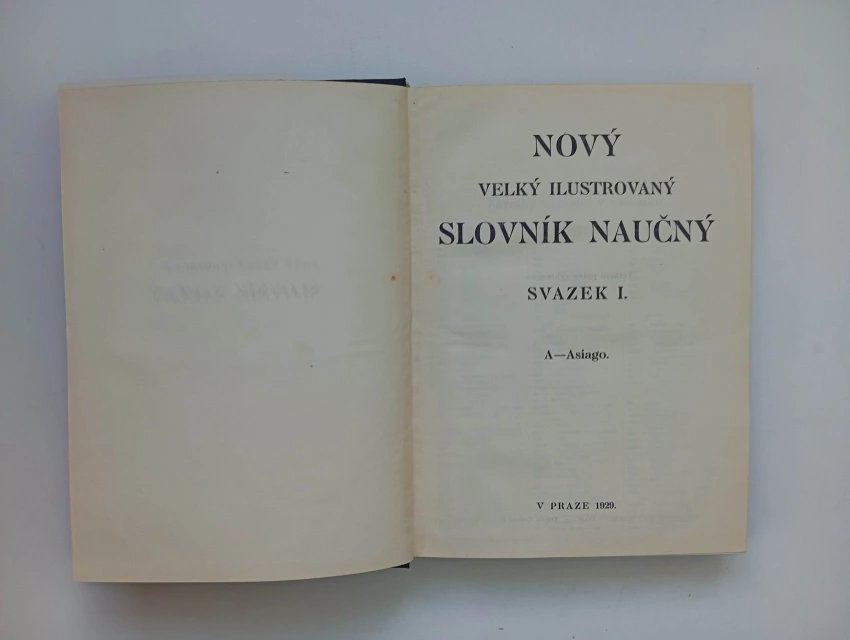 NOVÝ
VELKÝ ILUSTROVANÝ
SLOVNÍK NAUČNÝ
SVAZEK I.
A—Asiago.
V PRAZE 1929.